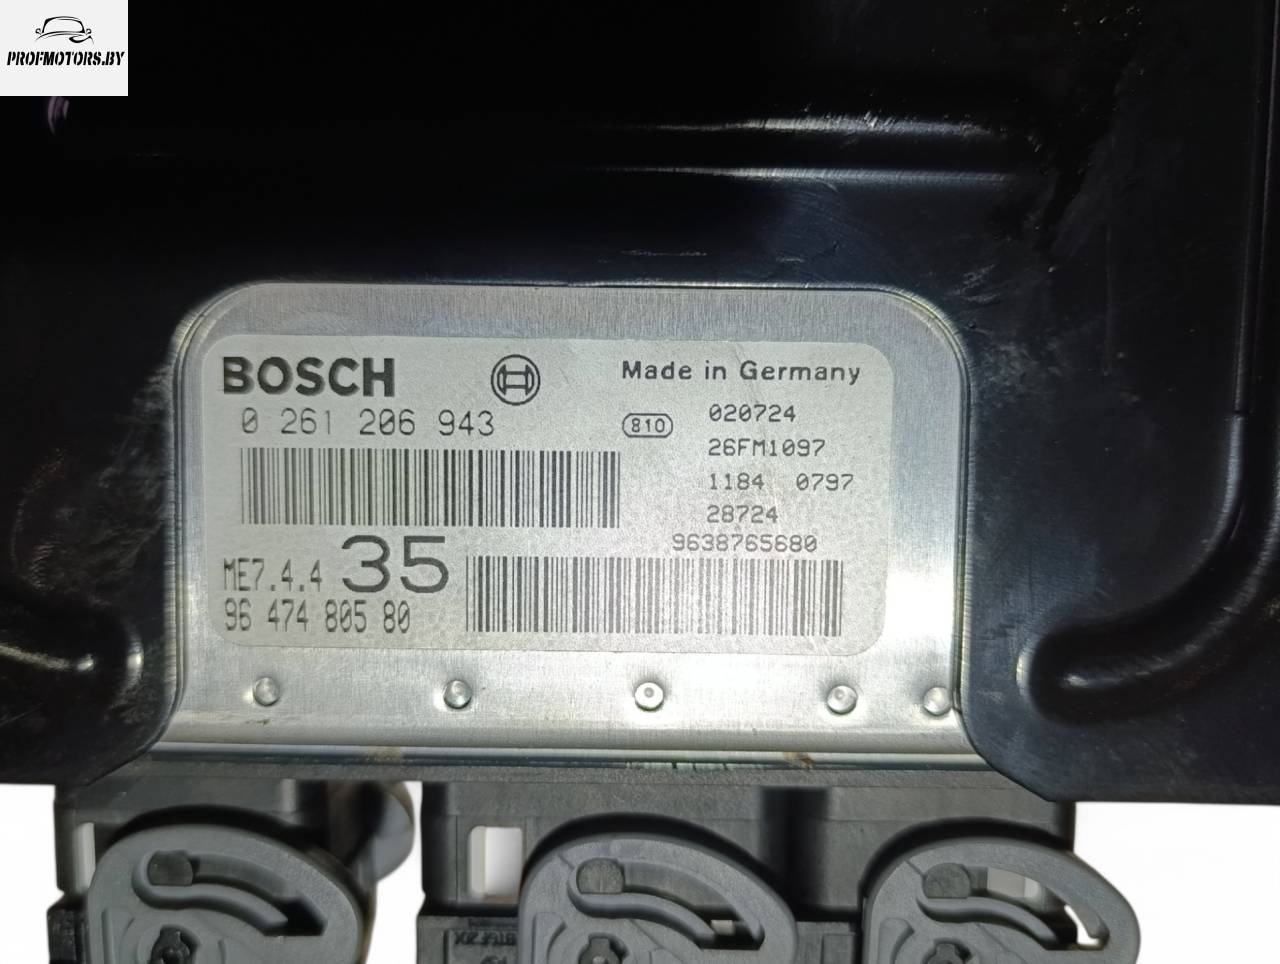 PROFMOTORS.BY
BOSCH
Made in Germany
0 261 206 943
810
020724
26FM1097
1184 0797
28724
9638765680
ME7.4.4 35
96 474 805 80